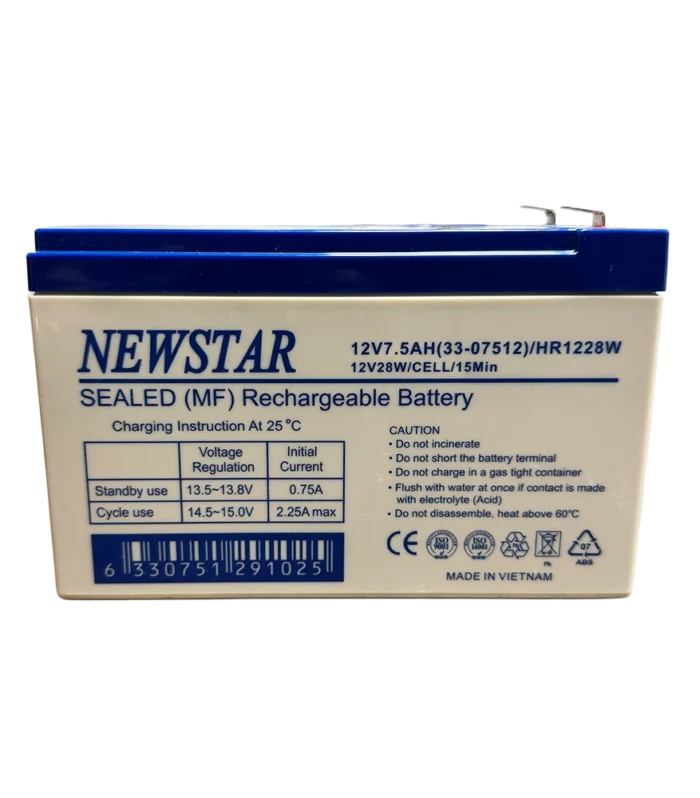 NEWSTAR
12V7.5AH(33-07512)/HR1228W
12V28W/CELL/15Min
SEALED (MF) Rechargeable Battery
Charging Instruction At 25℃
Voltage Regulation Initial Current
Standby use 13.5~13.8V 0.75A
Cycle use 14.5~15.0V 2.25A max
6 330751 291025
CAUTION
• Do not incinerate
• Do not short the battery terminal
• Do not charge in a gas tight container
• Flush with water at once if contact is made
with electrolyte (Acid)
• Do not disassemble, heat above 60℃
CE ISO 9001 ISO 14001 Pb 07
Pb ABS
MADE IN VIETNAM